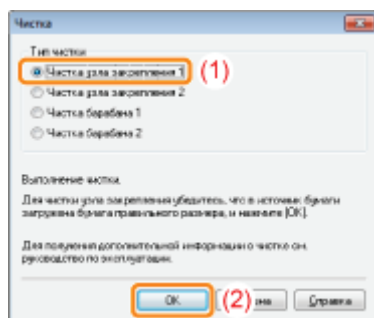 Чистка
Тип чистки
Чистка узла закрепления 1
(1)
Чистка узла закрепления 2
Чистка барабана 1
Чистка барабана 2
Выполнение чистки.
Для чистки узла закрепления убедитесь, что в источник бумаги
загружена бумага правильного размера, и нажмите [OK].
Для получения дополнительной информации о чистке см.
руководство по эксплуатации.
OK
(2)
на
Справка